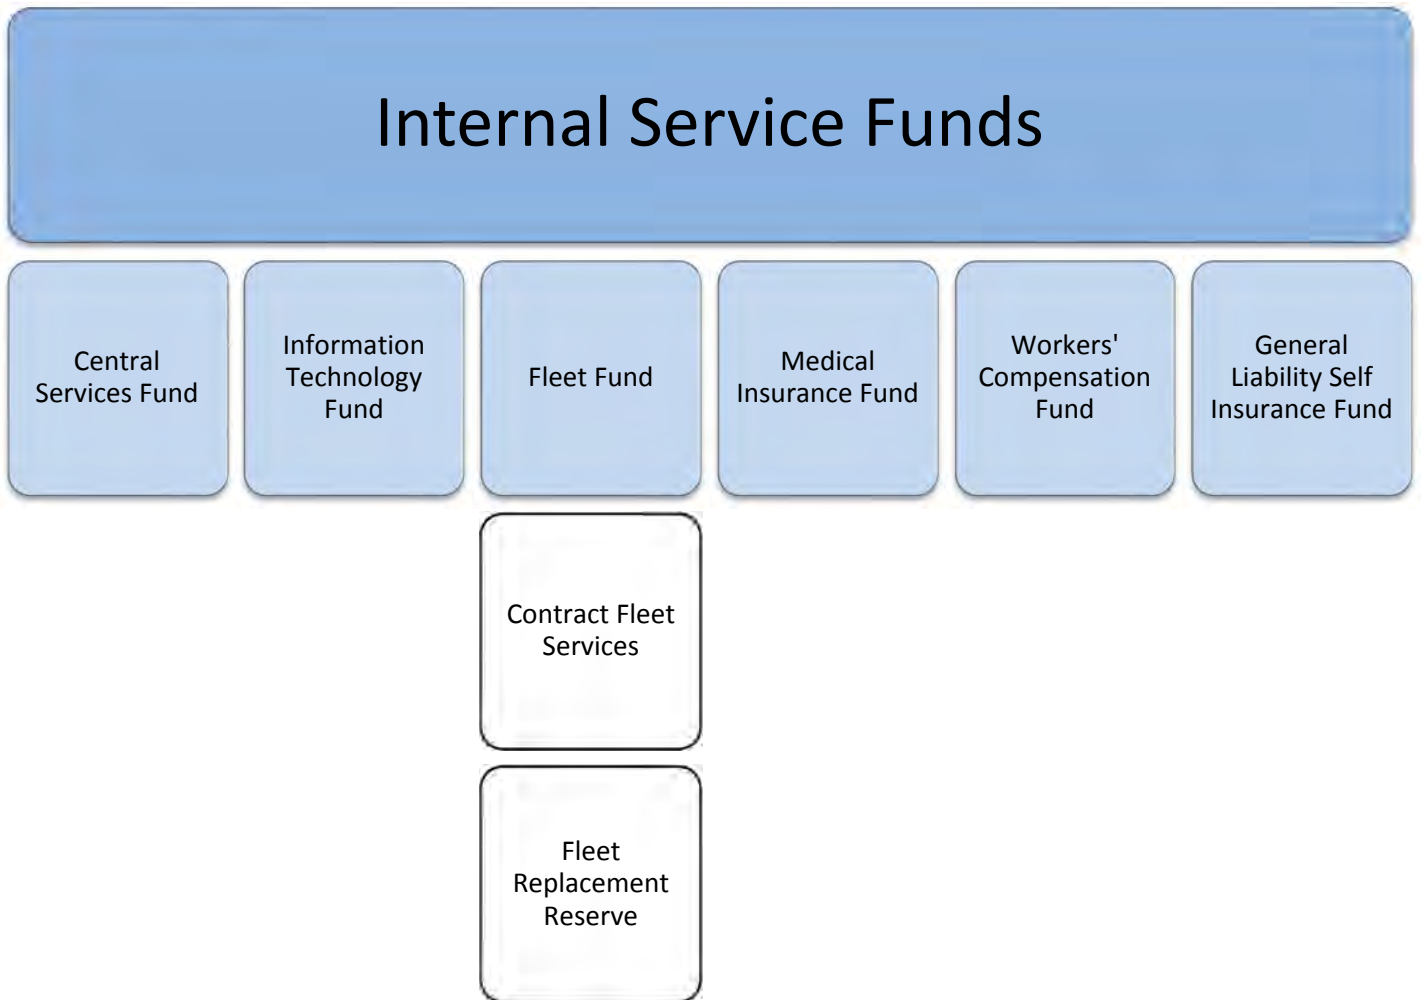 Internal Service Funds
Central
Services Fund
Information
Technology
Fund
Fleet Fund
Medical
Insurance Fund
Workers'
Compensation
Fund
General
Liability Self
Insurance Fund
Contract Fleet
Services
Fleet
Replacement
Reserve